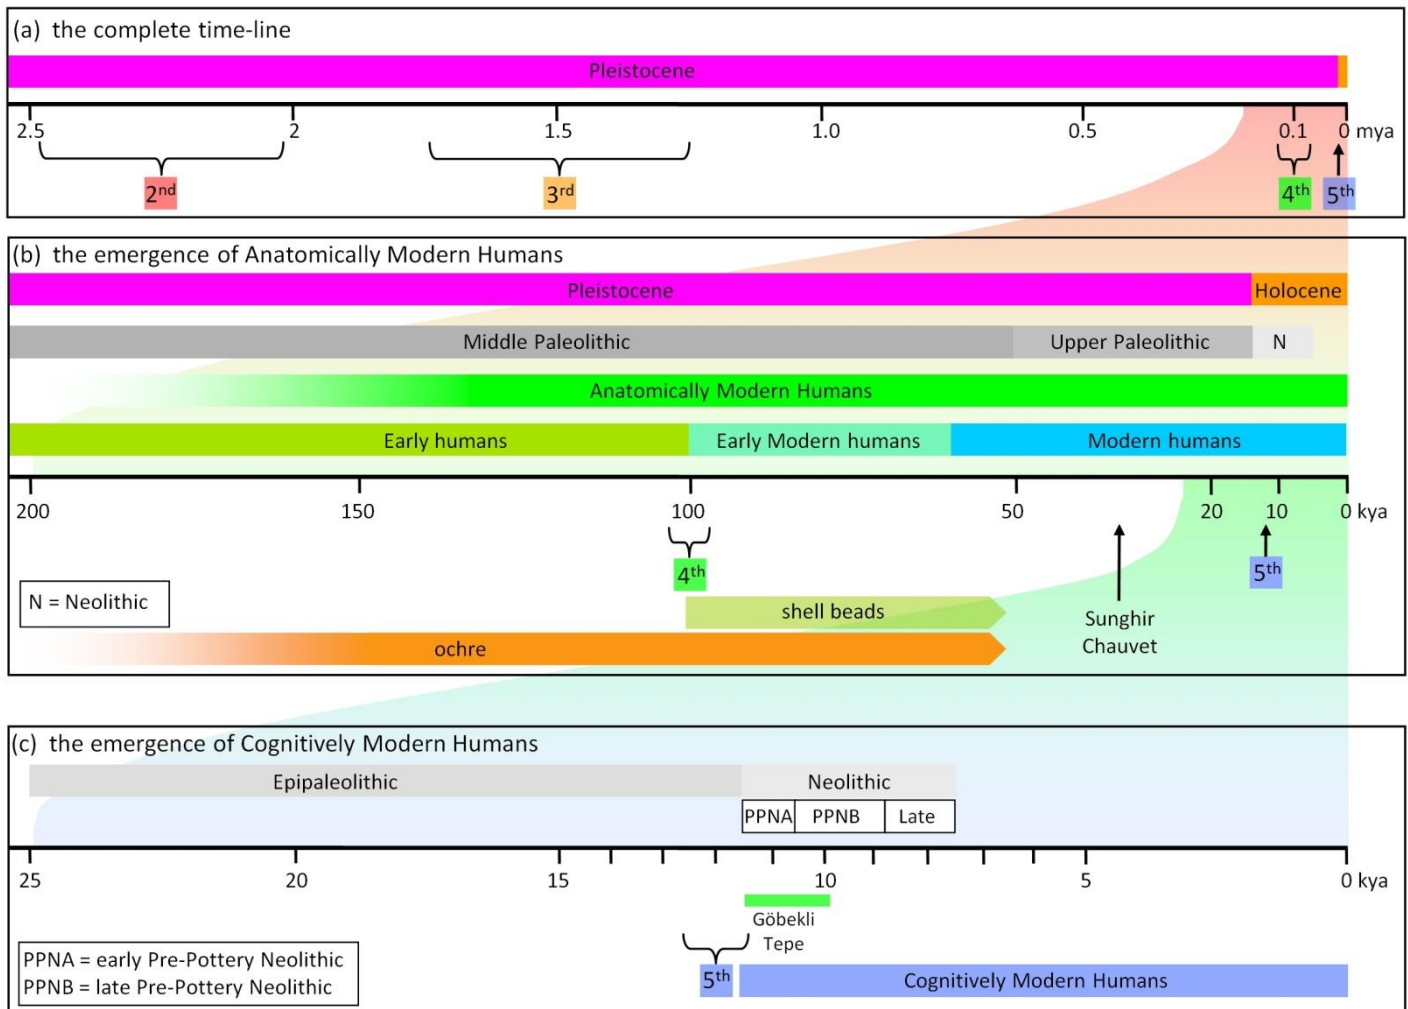 (a) the complete time-line
Pleistocene
2.5 2 1.5 1.0 0.5 0.1 0 mya
2nd 3rd 4th 5th
(b) the emergence of Anatomically Modern Humans
Pleistocene Holocene
Middle Paleolithic Upper Paleolithic N
Anatomically Modern Humans
Early humans Early Modern humans Modern humans
200 150 100 50 20 10 0 kya
4th 5th
N = Neolithic
shell beads
Sunghir
Chauvet
ochre
(c) the emergence of Cognitively Modern Humans
Epipaleolithic Neolithic
PPNA PPNB Late
25 20 15 10 5 0 kya
Göbekli
Tepe
PPNA = early Pre-Pottery Neolithic
PPNB = late Pre-Pottery Neolithic
5th Cognitively Modern Humans